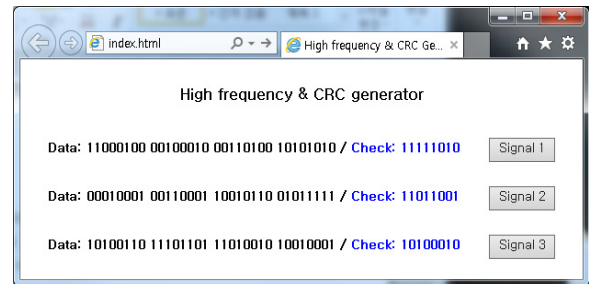 index.html
High frequency & CRC Ge...
High frequency & CRC generator
Data: 11000100 00100010 00110100 10101010 / Check: 11111010
Signal 1
Data: 00010001 00110001 10010110 01011111 / Check: 11011001
Signal 2
Data: 10100110 11101101 11010010 10010001 / Check: 10100010
Signal 3